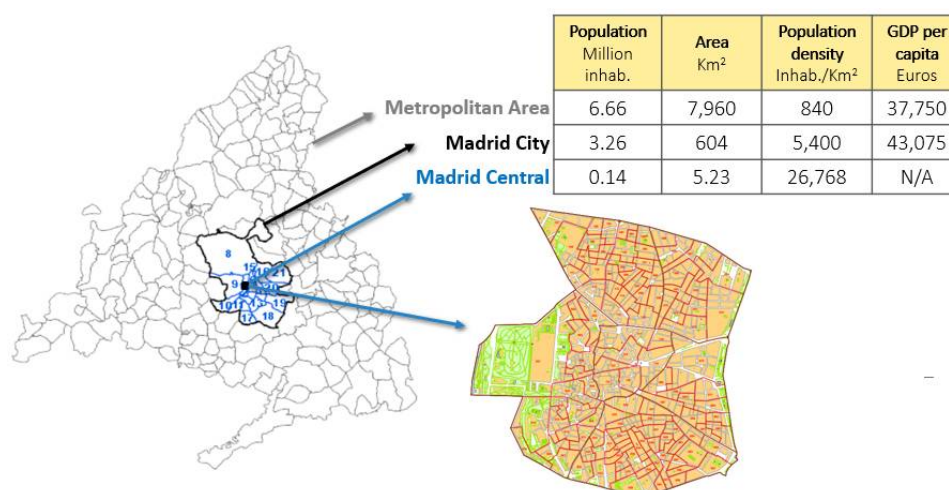 Population
Million
inhab.
Area
Km²
Population
density
Inhab./Km²
GDP per
capita
Euros
Metropolitan Area 6.66 7,960 840 37,750
Madrid City 3.26 604 5,400 43,075
Madrid Central 0.14 5.23 26,768 N/A
8
9
18
19
17
21